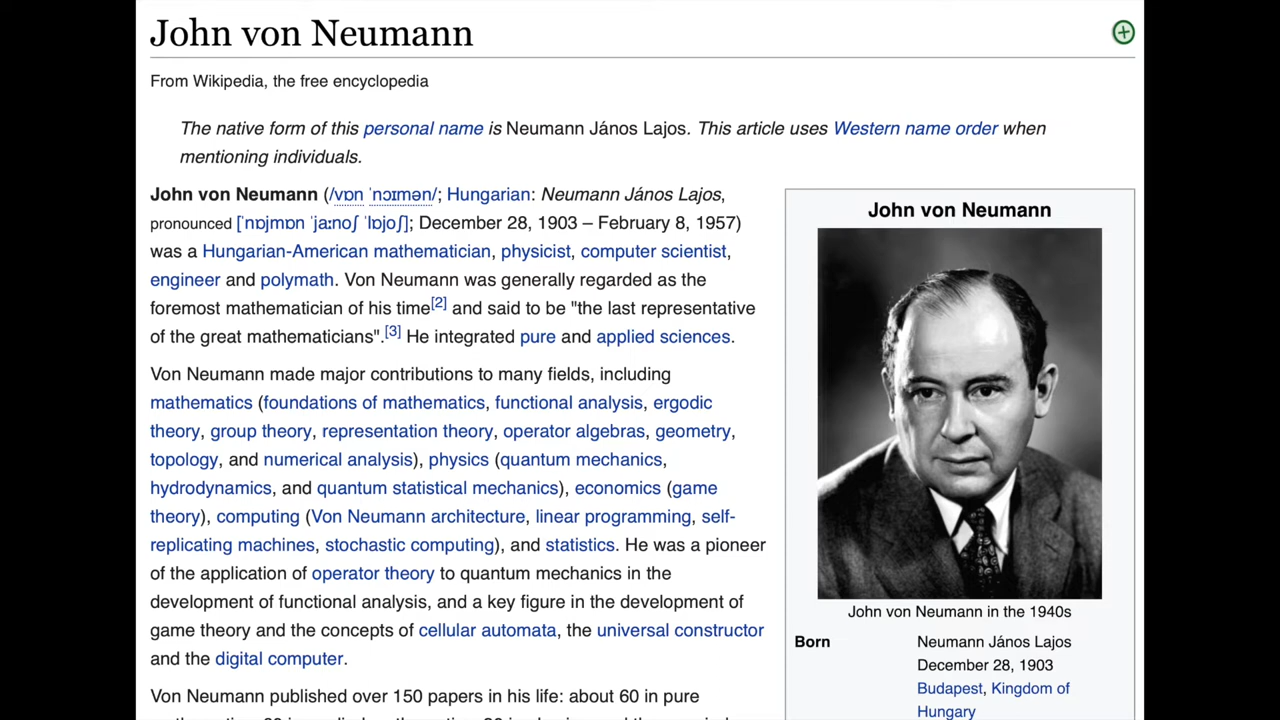 John von Neumann
From Wikipedia, the free encyclopedia
The native form of this personal name is Neumann János Lajos. This article uses Western name order when
mentioning individuals.
John von Neumann (/vɒn ˈnɔɪmən/; Hungarian: Neumann János Lajos,
pronounced [ˈnɒjmɒn ˈjaːnoʃ ˈlɒjoʃ]; December 28, 1903 – February 8, 1957)
was a Hungarian-American mathematician, physicist, computer scientist,
engineer and polymath. Von Neumann was generally regarded as the
foremost mathematician of his time[2] and said to be "the last representative
of the great mathematicians".[3] He integrated pure and applied sciences.
Von Neumann made major contributions to many fields, including
mathematics (foundations of mathematics, functional analysis, ergodic
theory, group theory, representation theory, operator algebras, geometry,
topology, and numerical analysis), physics (quantum mechanics,
hydrodynamics, and quantum statistical mechanics), economics (game
theory), computing (Von Neumann architecture, linear programming, self-
replicating machines, stochastic computing), and statistics. He was a pioneer
of the application of operator theory to quantum mechanics in the
development of functional analysis, and a key figure in the development of
game theory and the concepts of cellular automata, the universal constructor
and the digital computer.
Von Neumann published over 150 papers in his life: about 60 in pure
John von Neumann
John von Neumann in the 1940s
Born Neumann János Lajos
December 28, 1903
Budapest, Kingdom of
Hungary